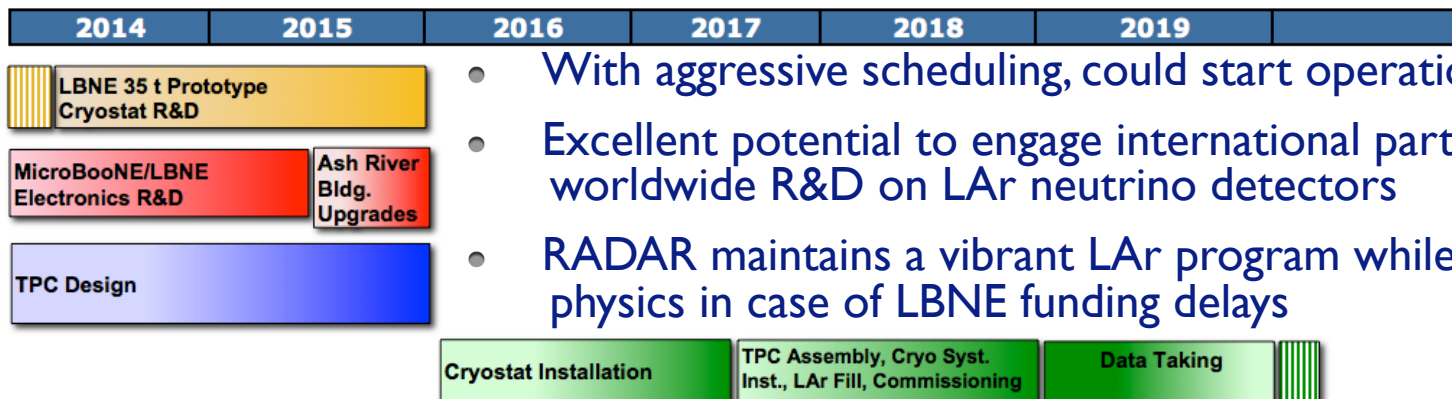 2014 2015 2016 2017 2018 2019
LBNE 35 t Prototype
Cryostat R&D
MicroBooNE/LBNE
Electronics R&D
Ash River
Bldg.
Upgrades
TPC Design
• With aggressive scheduling, could start
• Excellent potential to engage international
worldwide R&D on LAr neutrino detectors
• RADAR maintains a vibrant LAr program while
physics in case of LBNE funding delays
Cryostat Installation
TPC Assembly, Cryo Syst.
Inst., LAr Fill, Commissioning
Data Taking